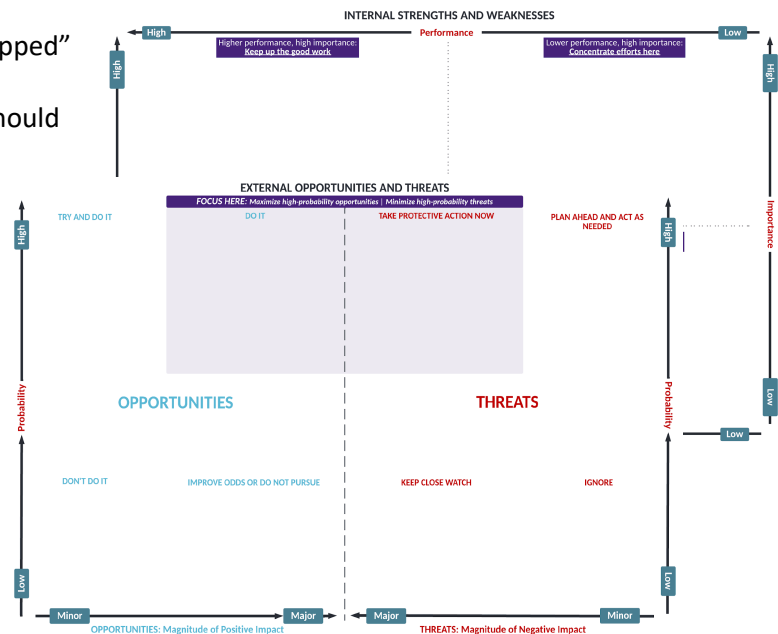 INTERNAL STRENGTHS AND WEAKNESSES
High
Performance
Low
pped”
Higher performance, high importance:
Keep up the good work
Lower performance, high importance:
Concentrate efforts here
High
High
hould
EXTERNAL OPPORTUNITIES AND THREATS
FOCUS HERE: Maximize high-probability opportunities | Minimize high-probability threats
TRY AND DO IT
DO IT
TAKE PROTECTIVE ACTION NOW
PLAN AHEAD AND ACT AS
NEEDED
High
High
Importance
Probability
OPPORTUNITIES
THREATS
Probability
Low
Low
DON'T DO IT
IMPROVE ODDS OR DO NOT PURSUE
KEEP CLOSE WATCH
IGNORE
Low
Low
Minor
Major
Major
Minor
OPPORTUNITIES: Magnitude of Positive Impact
THREATS: Magnitude of Negative Impact